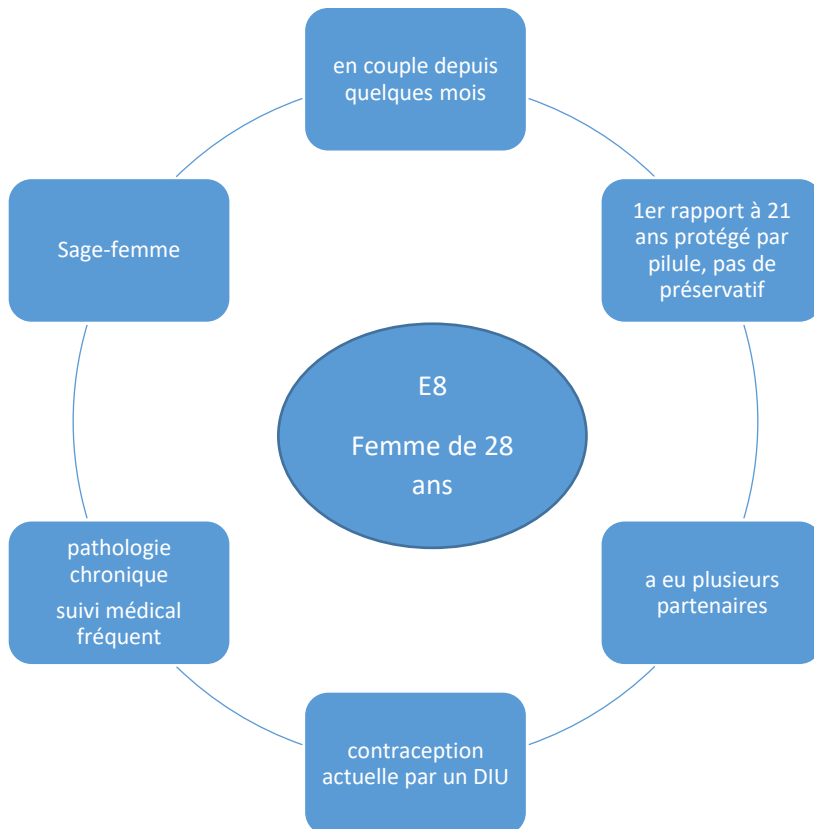 en couple depuis
quelques mois
1er rapport à 21
ans protégé par
pilule, pas de
préservatif
a eu plusieurs
partenaires
contraception
actuelle par un DIU
pathologie
chronique
suivi médical
fréquent
Sage-femme
E8
Femme de 28
ans